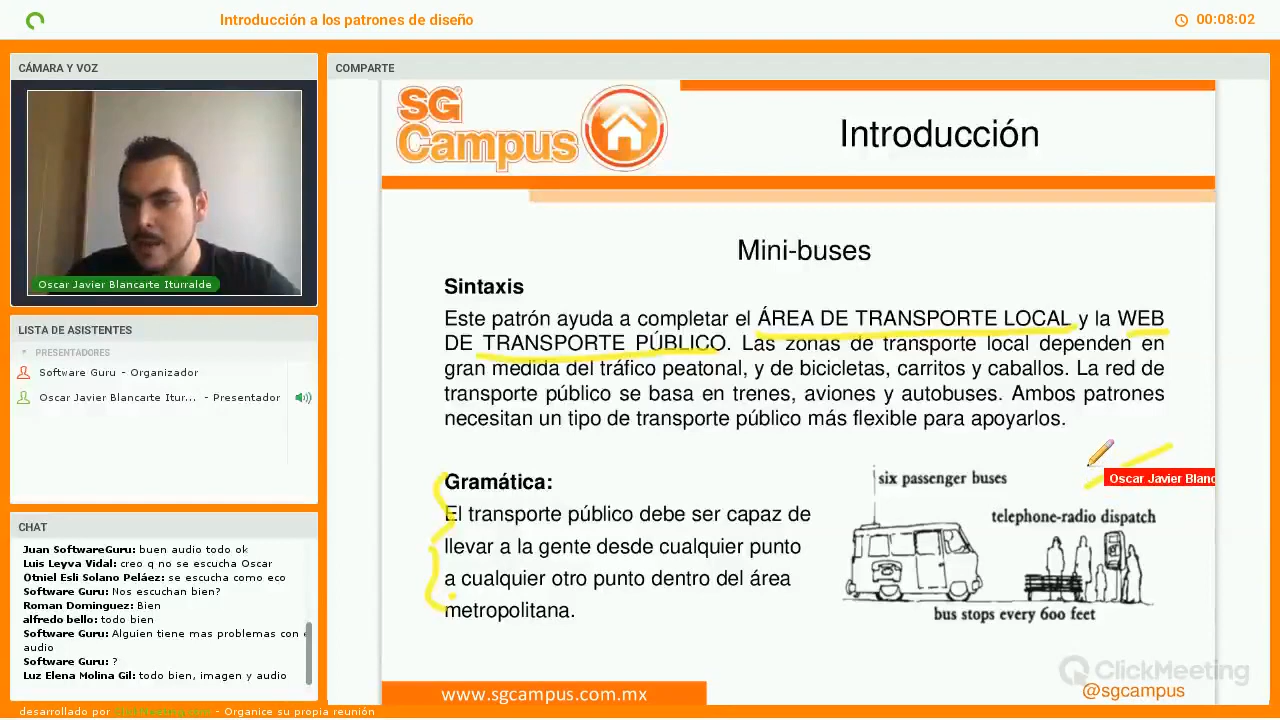 Introducción a los patrones de diseño
00:08:02
CÁMARA Y VOZ
Oscar Javier Blancarte Iturralde
LISTA DE ASISTENTES
PRESENTADORES
Software Guru - Organizador
Oscar Javier Blancarte Itur... - Presentador
CHAT
Juan SoftwareGuru: buen audio todo ok
Luis Leyva Vidal: creo q no se escucha Oscar
Otniel Esli Solano Peláez: se escucha como eco
Software Guru: Nos escuchan bien?
Roman Dominguez: Bien
alfredo bello: todo bien
Software Guru: Alguien tiene mas problemas con
audio
Software Guru: ?
Luz Elena Molina Gil: todo bien, imagen y audio
desarrollado por ClickMeeting.com - Organice su propia reunión
COMPARTE
SG
Campus
Introducción
Mini-buses
Sintaxis
Este patrón ayuda a completar el ÁREA DE TRANSPORTE LOCAL y la WEB
DE TRANSPORTE PÚBLICO. Las zonas de transporte local dependen en
gran medida del tráfico peatonal, y de bicicletas, carritos y caballos. La red de
transporte público se basa en trenes, aviones y autobuses. Ambos patrones
necesitan un tipo de transporte público más flexible para apoyarlos.
Gramática:
El transporte público debe ser capaz de
llevar a la gente desde cualquier punto
a cualquier otro punto dentro del área
metropolitana.
six passenger buses
Oscar Javier Blanc
telephone-radio dispatch
bus stops every 600 feet
ClickMeeting
www.sgcampus.com.mx
@sgcampus